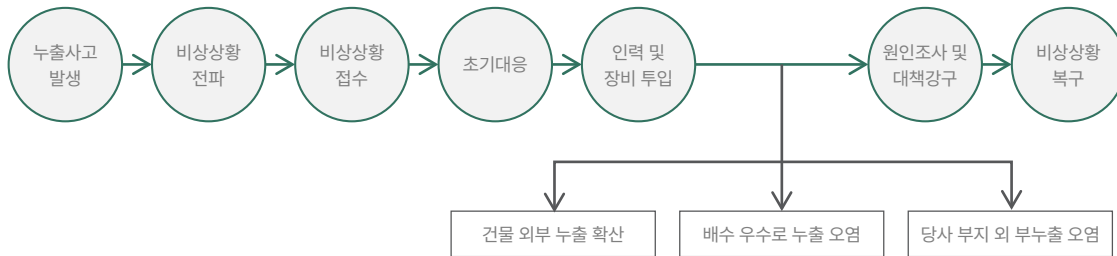 누출사고
발생
비상상황
전파
비상상황
접수
초기대응
인력 및
장비 투입
원인조사 및
대책강구
비상상황
복구
건물 외부 누출 확산
배수 우수로 누출 오염
당사 부지 외 부누출 오염